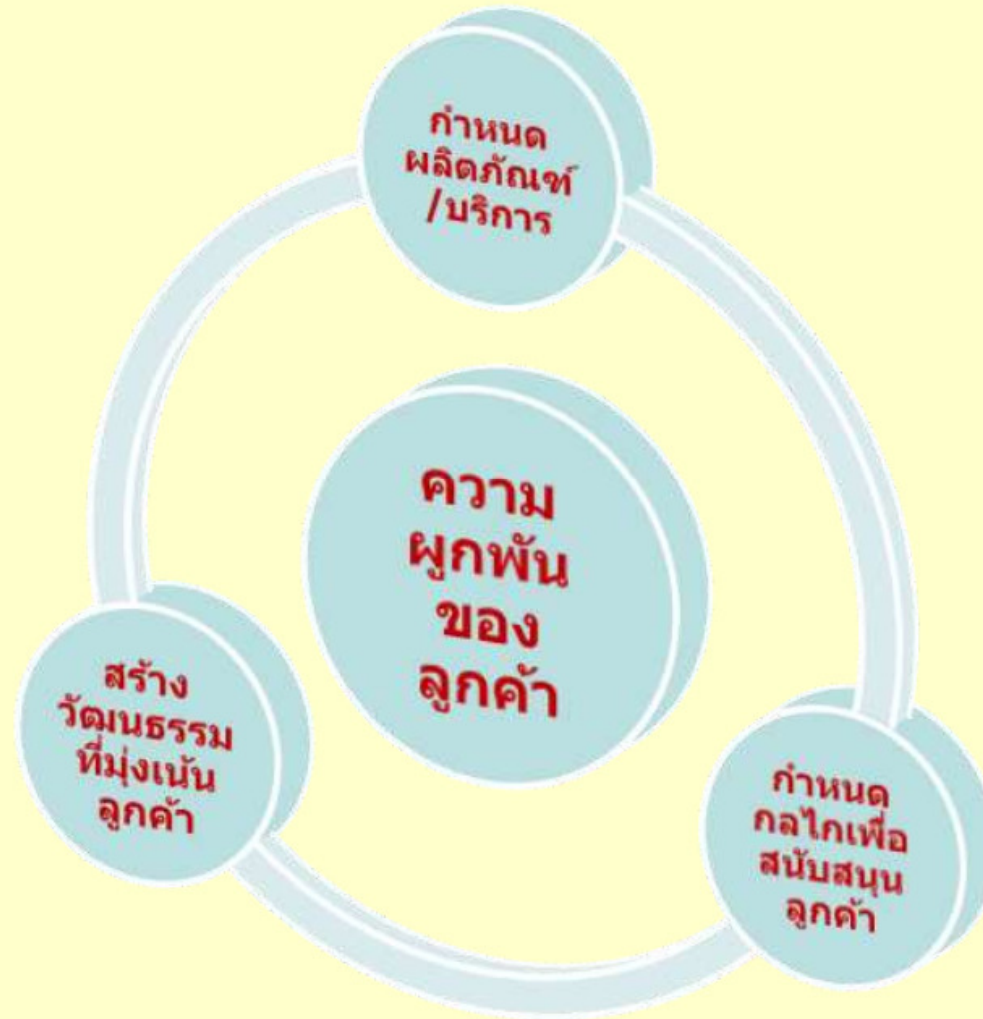 กำหนด
ผลิตภัณฑ์
/บริการ
ความ
ผูกพัน
ของ
ลูกค้า
สร้าง
วัฒนธรรม
ที่มุ่งเน้น
ลูกค้า
กำหนด
กลไกเพื่อ
สนับสนุน
ลูกค้า